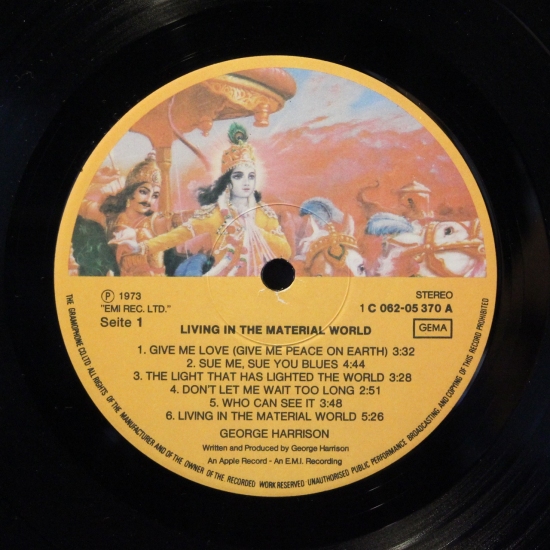 ℗ 1973
"EMI REC. LTD."
Seite 1
STEREO
1 C 062-05 370 A
GEMA
LIVING IN THE MATERIAL WORLD
1. GIVE ME LOVE (GIVE ME PEACE ON EARTH) 3:32
2. SUE ME, SUE YOU BLUES 4:44
3. THE LIGHT THAT HAS LIGHTED THE WORLD 3:28
4. DON'T LET ME WAIT TOO LONG 2:51
5. WHO CAN SEE IT 3:48
6. LIVING IN THE MATERIAL WORLD 5:26
GEORGE HARRISON
Written and Produced by George Harrison
An Apple Record - An E.M.I. Recording
THE GRAMOPHONE CO. LTD ALL RIGHTS OF THE MANUFACTURER AND OF THE OWNER OF THE RECORDED WORK RESERVED UNAUTHORISED PUBLIC PERFORMANCE BROADCASTING AND COPYING OF THIS RECORD PROHIBITED